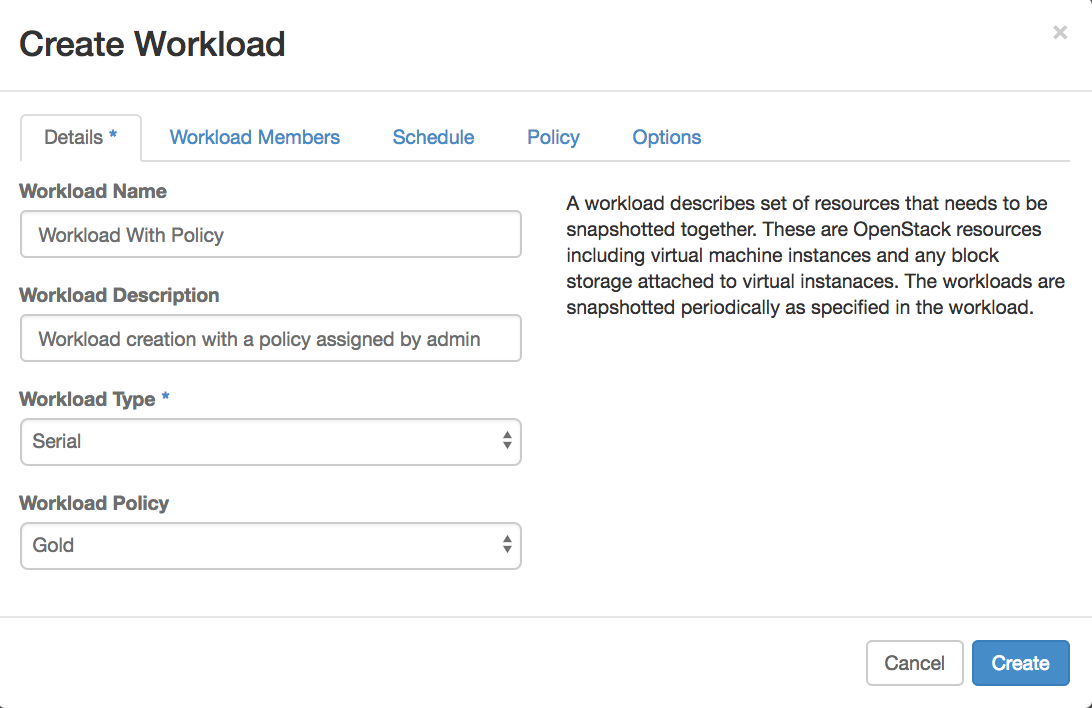 Create Workload
×
Details *
Workload Members
Schedule
Policy
Options
Workload Name
Workload With Policy
Workload Description
Workload creation with a policy assigned by admin
Workload Type *
Serial
Workload Policy
Gold
A workload describes set of resources that needs to be
snapshotted together. These are OpenStack resources
including virtual machine instances and any block
storage attached to virtual instanaces. The workloads are
snapshotted periodically as specified in the workload.
Cancel
Create